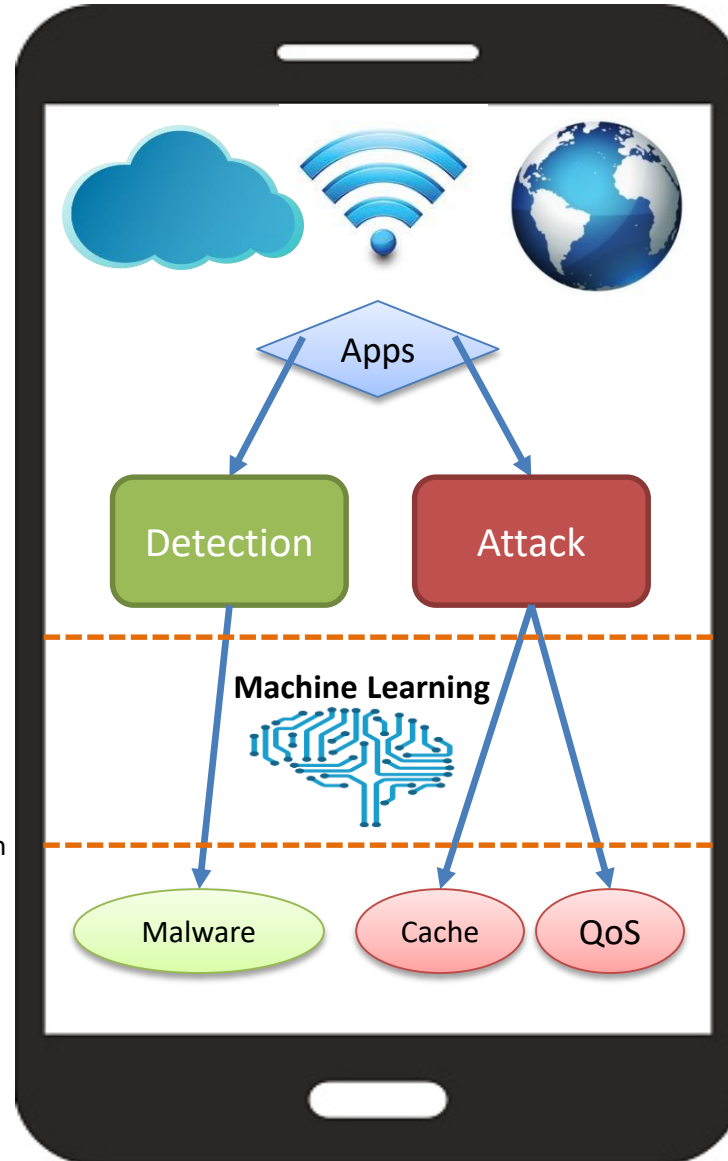 Apps
Detection
Attack
Machine Learning
n
Malware
Cache
QoS